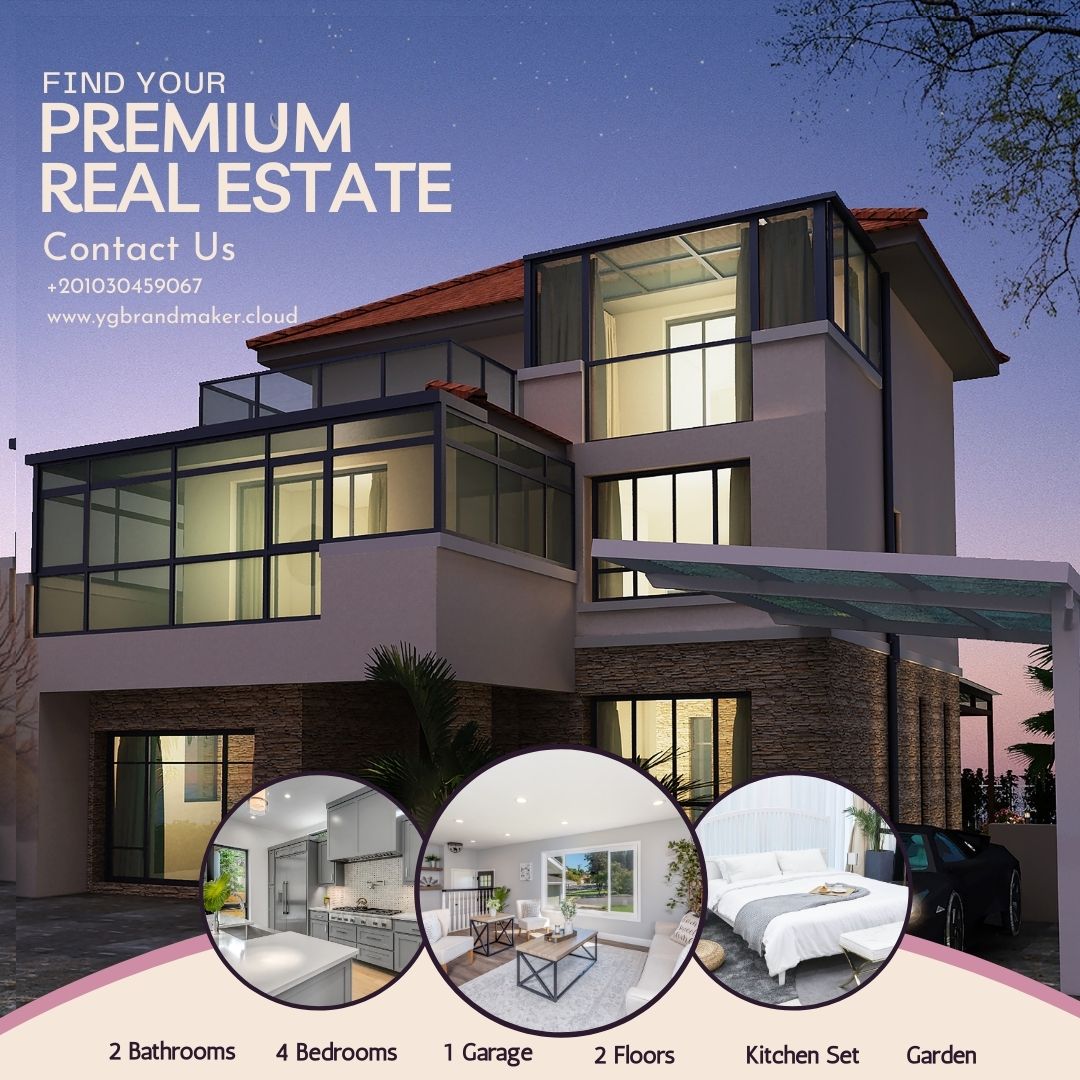 FIND YOUR
PREMIUM
REAL ESTATE
Contact Us
+201030459067
www.ygbrandmaker.cloud
2 Bathrooms 4 Bedrooms 1 Garage 2 Floors Kitchen Set Garden